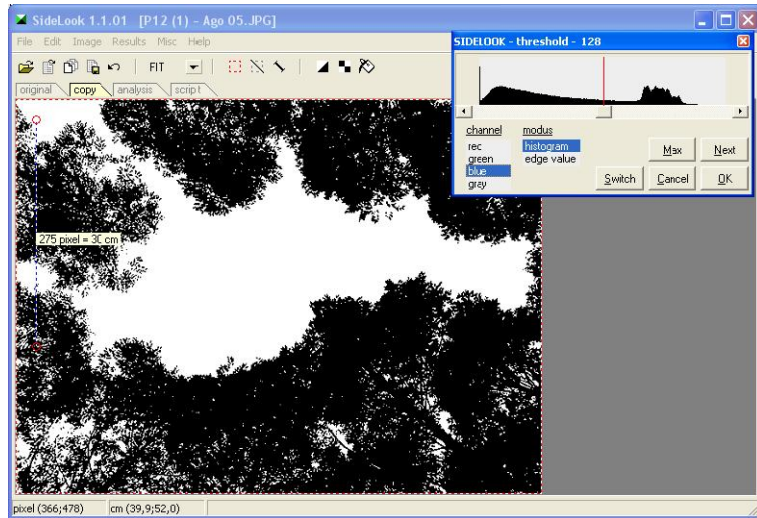 SideLook 1.1.01 [P12 (1) - Ago 05.JPG]
File Edit Image Results Misc Help
FIT
original copy analysis script
SIDELOOK - threshold - 128
channel modus
rec histogram
green edge value
blue
gray
Max Next
Switch Cancel OK
275 pixel = 30 cm
pixel (366;478) cm (39,9;52,0)